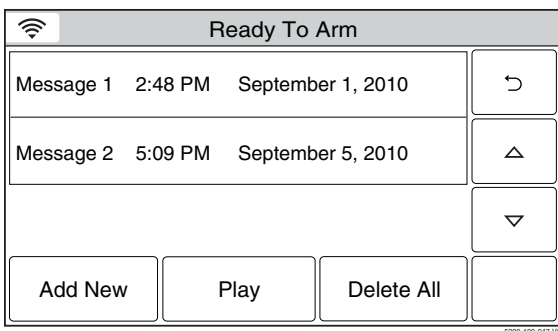 Ready To Arm
Message 1 2:48 PM September 1, 2010
Message 2 5:09 PM September 5, 2010
Add New Play Delete All